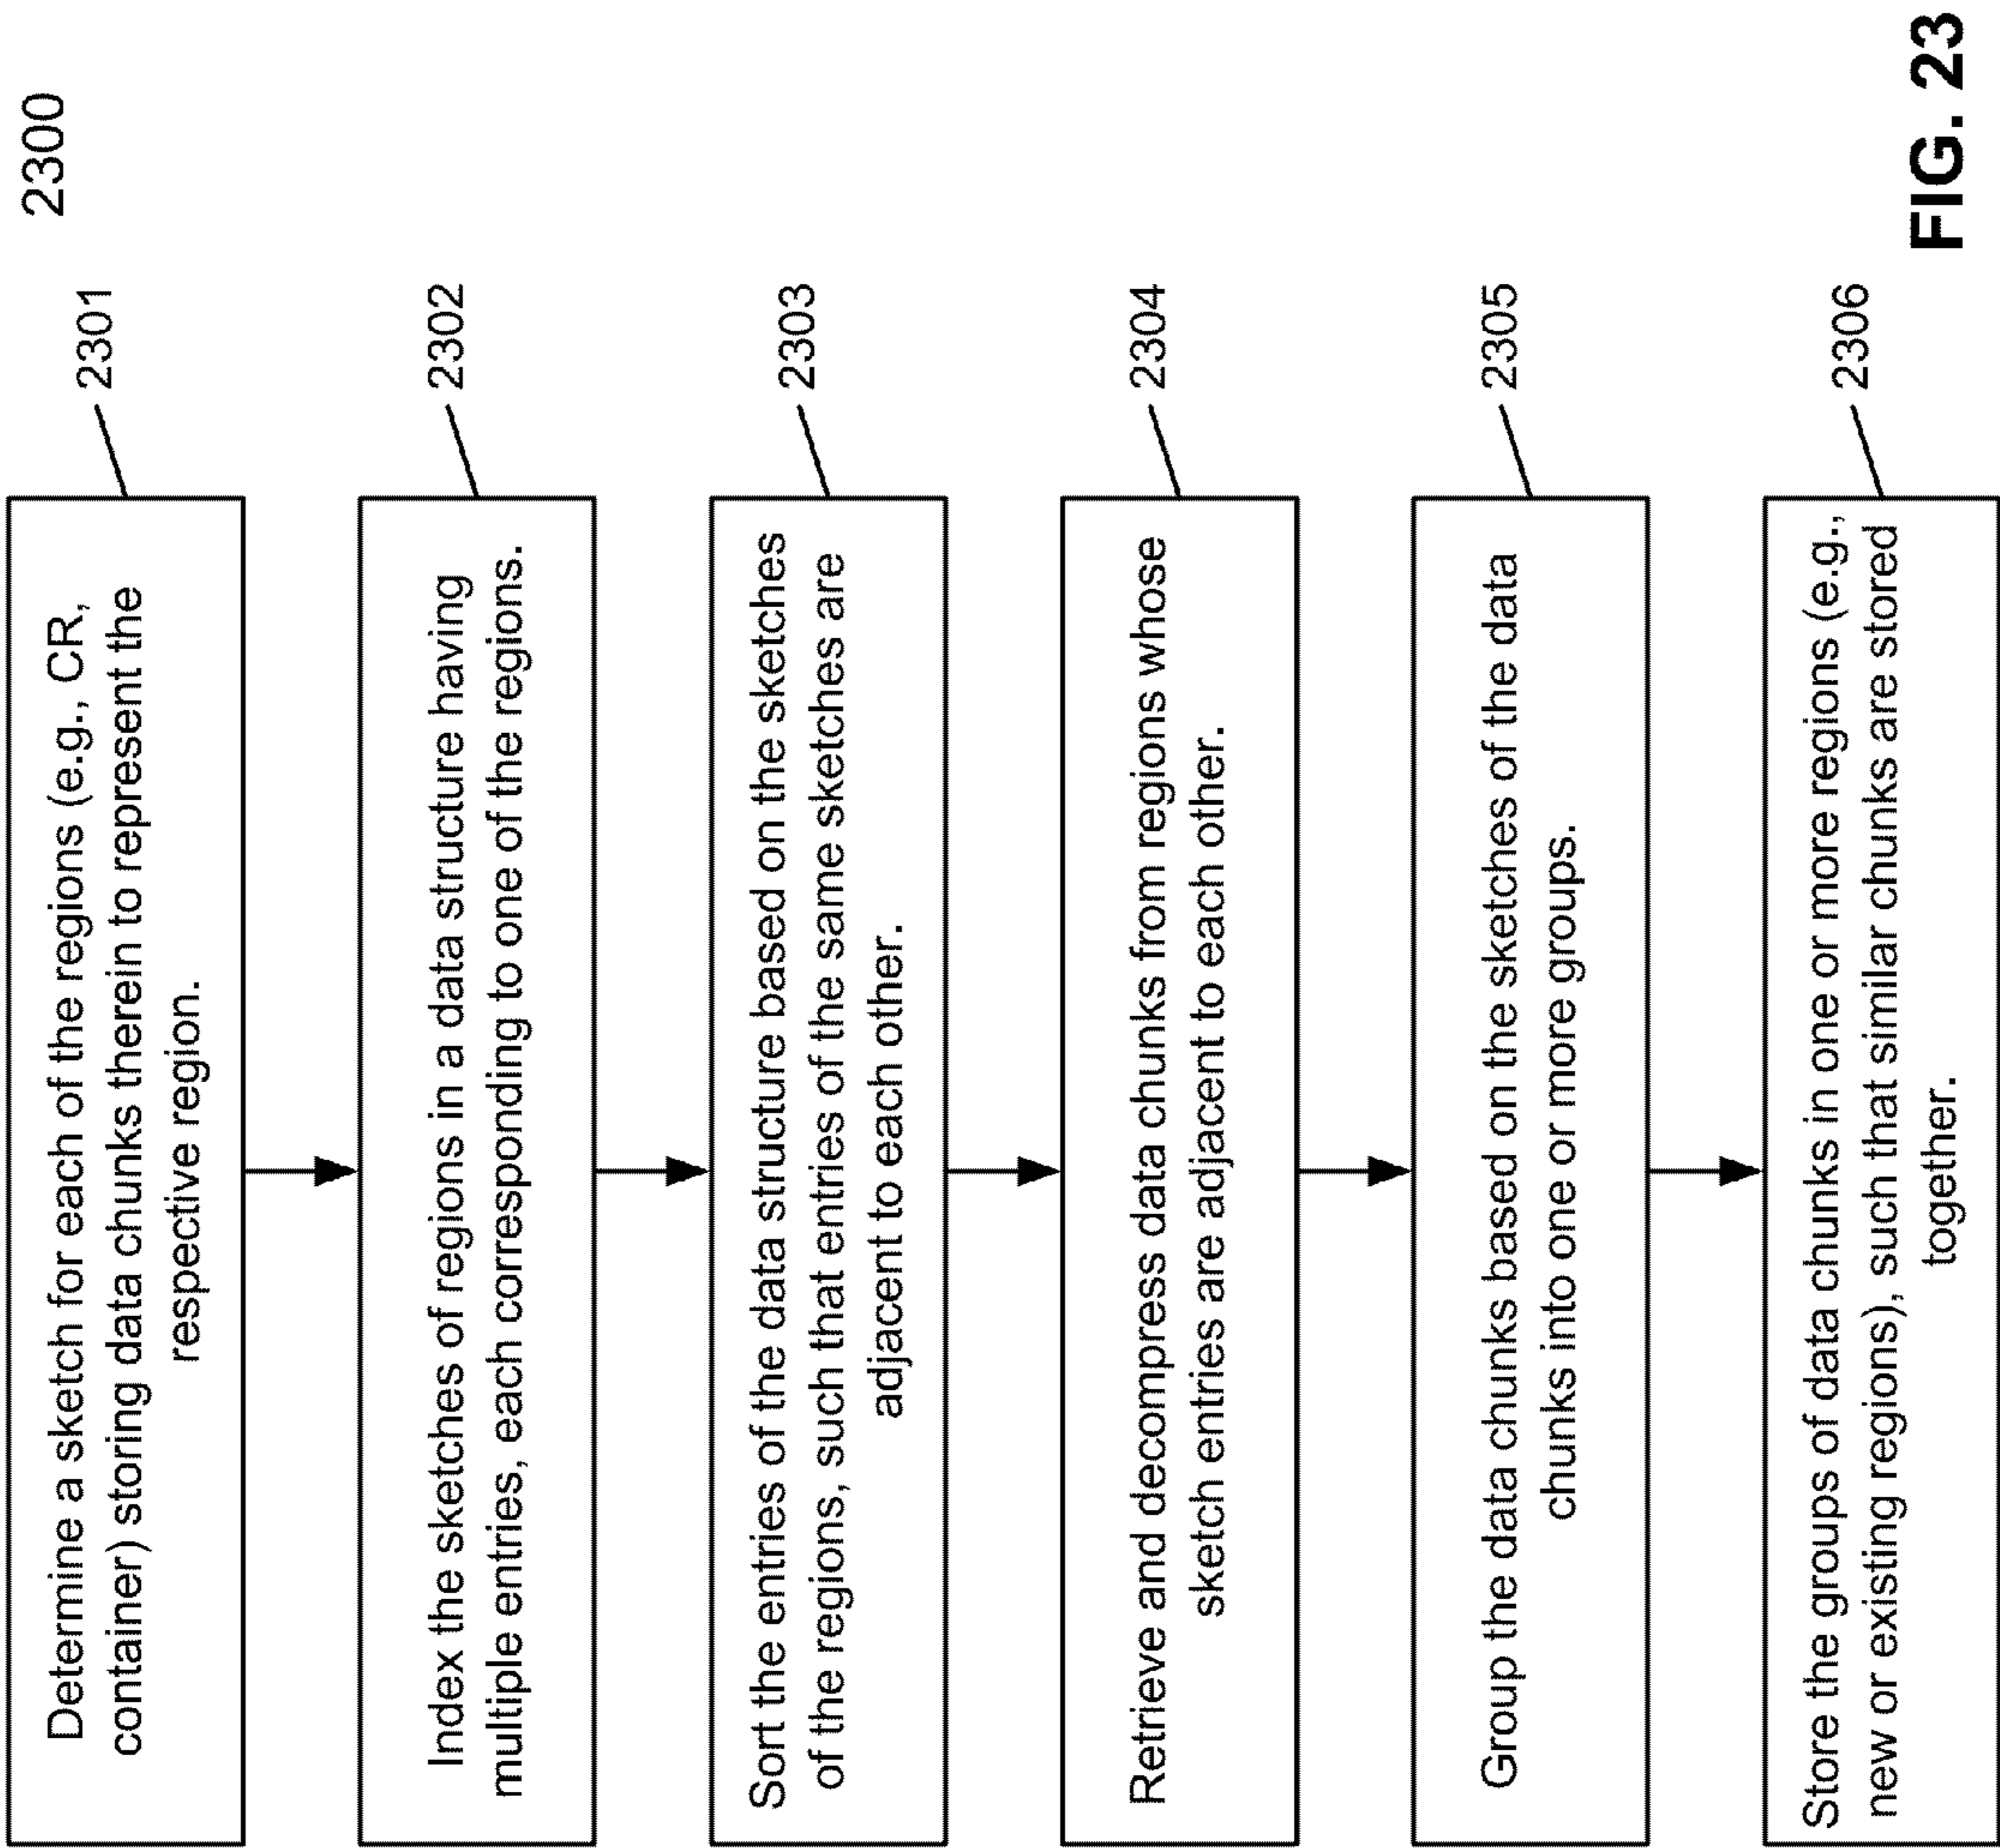 2300
Determine a sketch for each of the regions (e.g., CR,
container) storing data chunks therein to represent the
respective region.
2301
Index the sketches of regions in a data structure having
multiple entries, each corresponding to one of the regions.
2302
Sort the entries of the data structure based on the sketches
of the regions, such that entries of the same sketches are
adjacent to each other.
2303
Retrieve and decompress data chunks from regions whose
sketch entries are adjacent to each other.
2304
Group the data chunks based on the sketches of the data
chunks into one or more groups.
2305
Store the groups of data chunks in one or more regions (e.g.,
new or existing regions), such that similar chunks are stored
together.
2306
FIG. 23